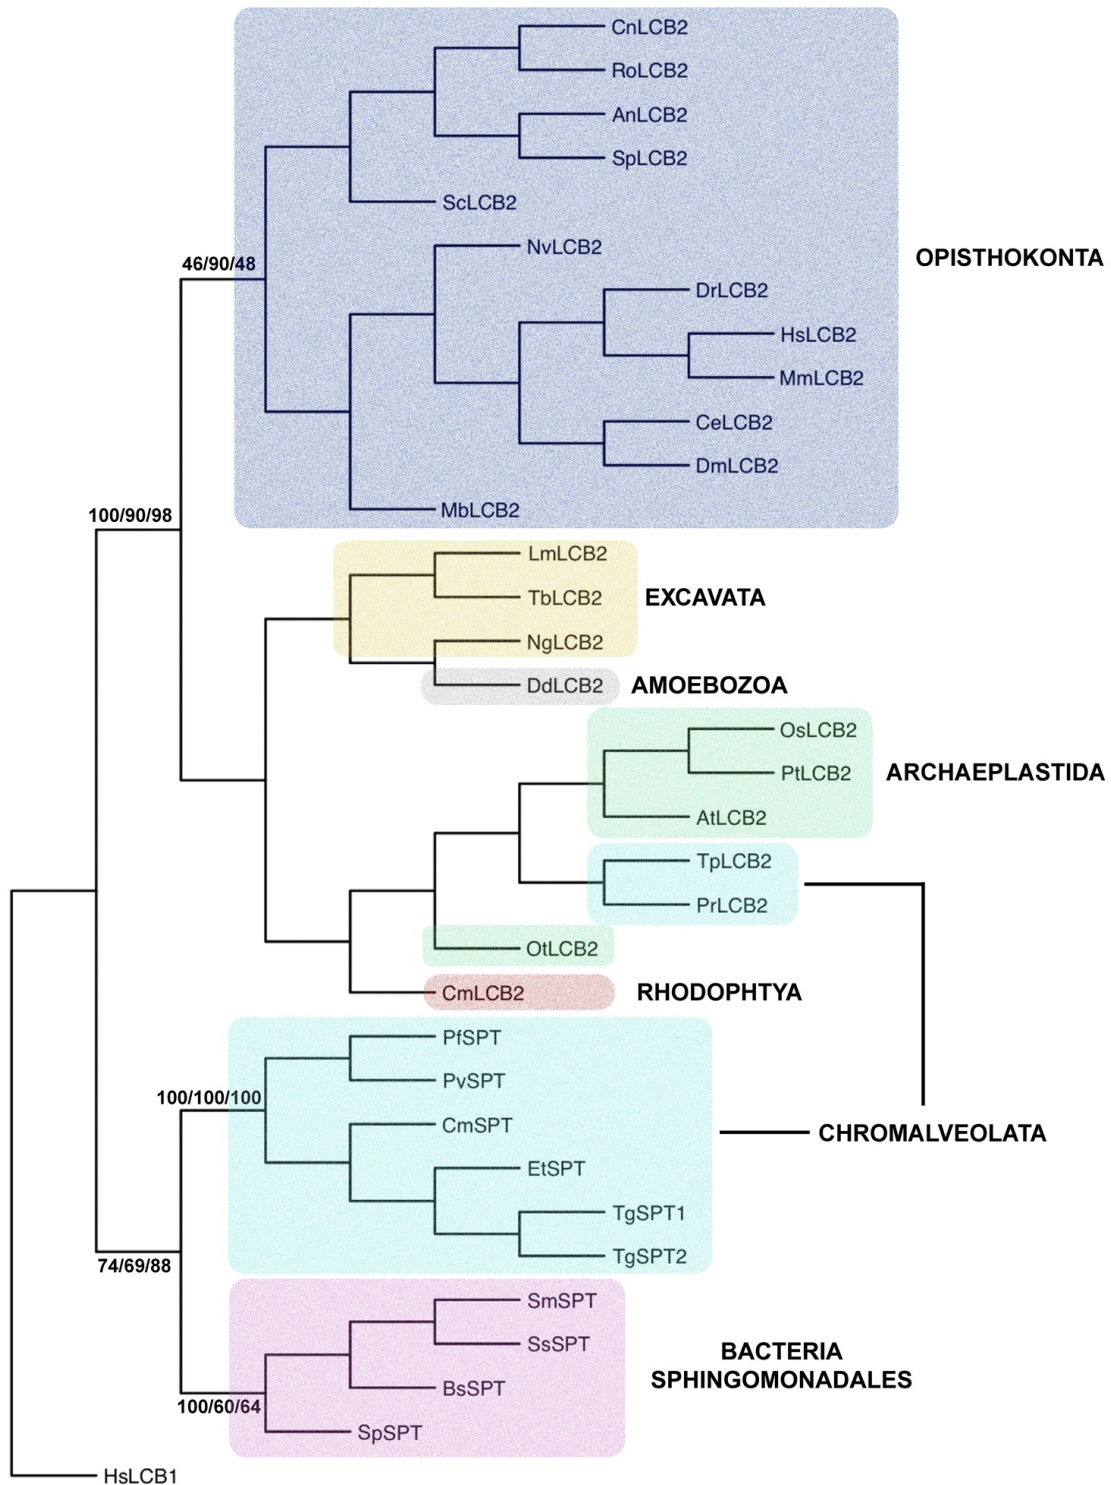 CnLCB2
RoLCB2
AnLCB2
SpLCB2
ScLCB2
NvLCB2
46/90/48
OPISTHOKONTA
DrLCB2
HsLCB2
MmLCB2
CeLCB2
DmLCB2
MbLCB2
100/90/98
LmLCB2
TbLCB2
EXCAVATA
NgLCB2
DdLCB2
AMOEBOZOA
OsLCB2
PtLCB2
ARCHAEPLASTIDA
AtLCB2
TpLCB2
PrLCB2
OtLCB2
CmLCB2
RHODOPHTYA
PfSPT
PvSPT
100/100/100
CmSPT
CHROMALVEOLATA
EtSPT
TgSPT1
TgSPT2
74/69/88
SmSPT
SsSPT
BACTERIA
SPHINGOMONADALES
BsSPT
100/60/64
SpSPT
HsLCB1